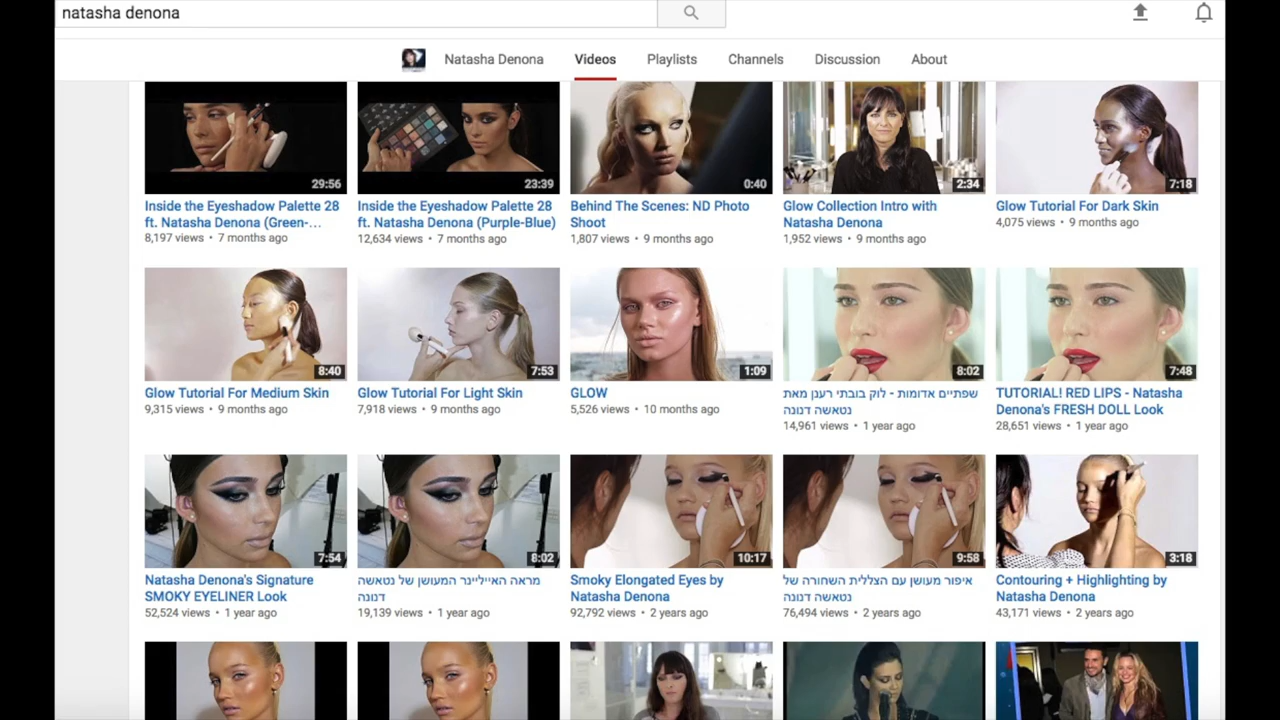 natasha denona
Natasha Denona Videos Playlists Channels Discussion About
29:56
23:39
0:40
2:34
7:18
Inside the Eyeshadow Palette 28
ft. Natasha Denona (Green-…
8,197 views • 7 months ago
Inside the Eyeshadow Palette 28
ft. Natasha Denona (Purple-Blue)
12,634 views • 7 months ago
Behind The Scenes: ND Photo
Shoot
1,807 views • 9 months ago
Glow Collection Intro with
Natasha Denona
1,952 views • 9 months ago
Glow Tutorial For Dark Skin
4,075 views • 9 months ago
8:40
7:53
1:09
8:02
7:48
Glow Tutorial For Medium Skin
9,315 views • 9 months ago
Glow Tutorial For Light Skin
7,918 views • 9 months ago
GLOW
5,526 views • 10 months ago
שפתיים אדומות - לוק בובתי רענן מאת
נטאשה דנונה
14,961 views • 1 year ago
TUTORIAL! RED LIPS - Natasha
Denona's FRESH DOLL Look
28,651 views • 1 year ago
7:54
8:02
10:17
9:58
3:18
Natasha Denona's Signature
SMOKY EYELINER Look
52,524 views • 1 year ago
מראה האייליינר המעושן של נטאשה
דנונה
19,139 views • 1 year ago
Smoky Elongated Eyes by
Natasha Denona
92,792 views • 2 years ago
איפור מעושן עם הצללית השחורה של
נטאשה דנונה
76,494 views • 2 years ago
Contouring + Highlighting by
Natasha Denona
43,171 views • 2 years ago